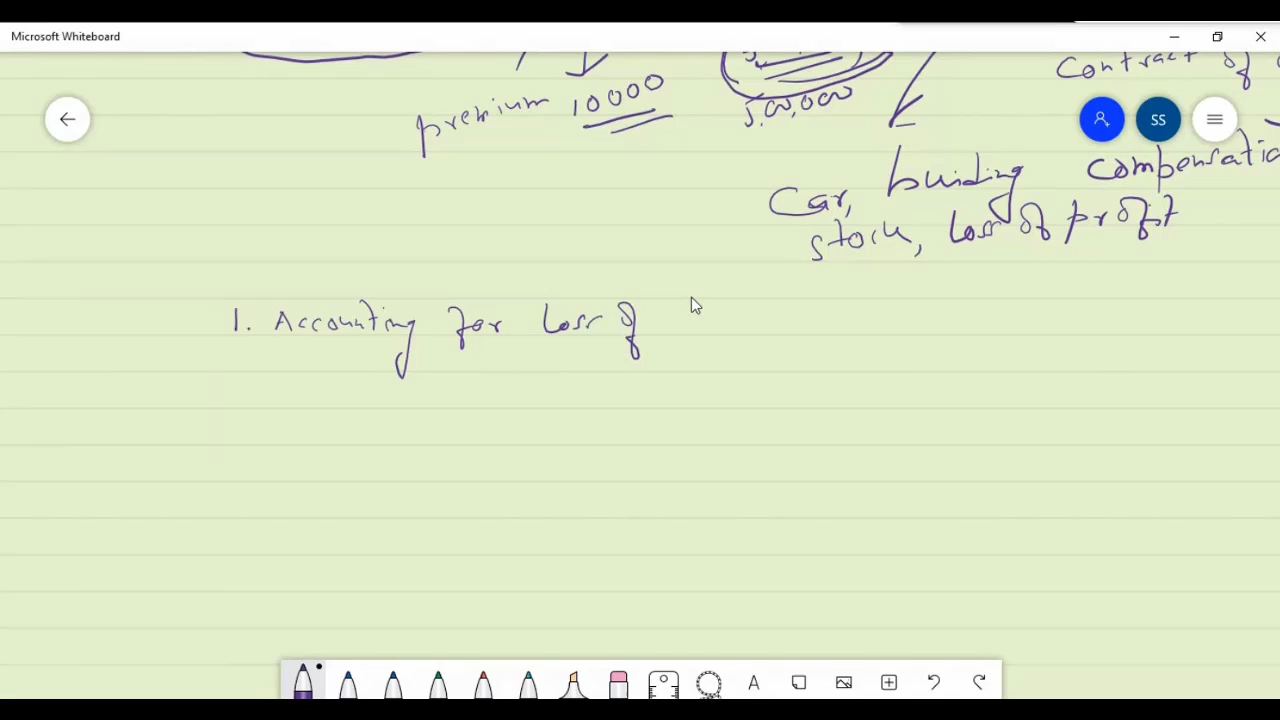 Microsoft Whiteboard
Contract of
premium 10000
5,00,000
SS
Car, building compensatio
stock, loss of profit
1. Accounting for Loss of
A